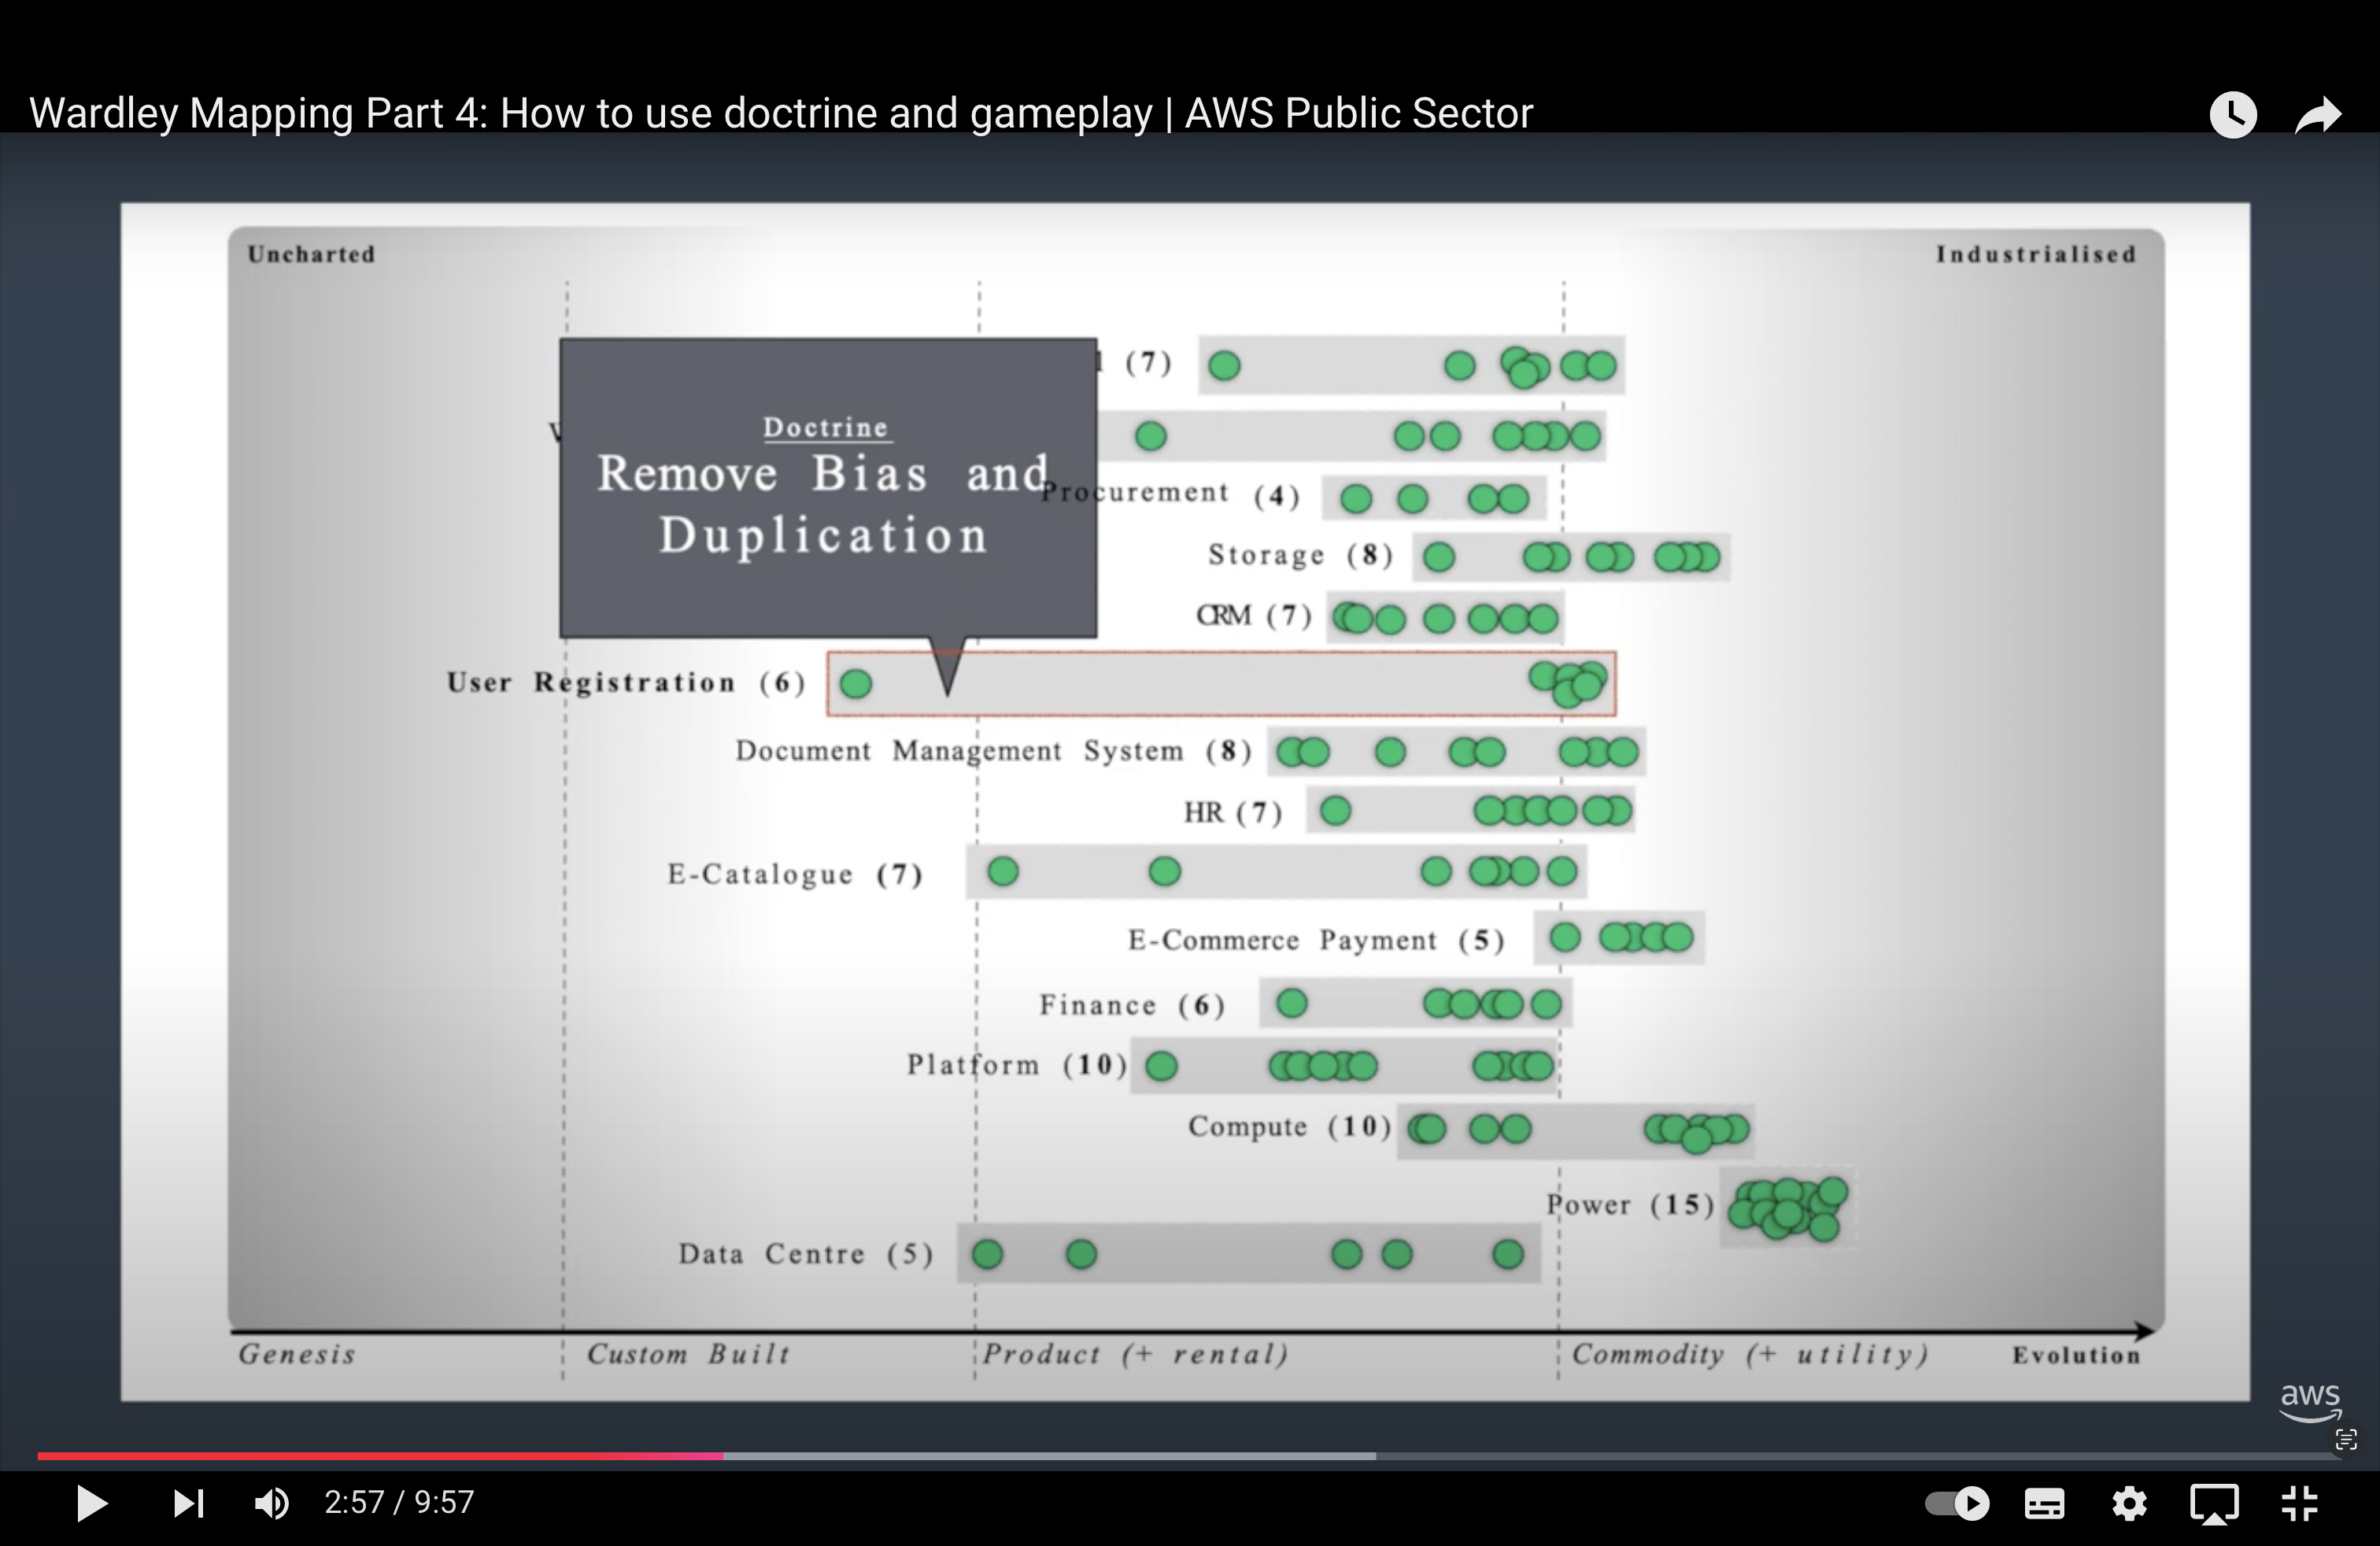 Wardley Mapping Part 4: How to use doctrine and gameplay | AWS Public Sector
Uncharted
Industrialised
(7)
Doctrine
Remove Bias and
Duplication
Procurement (4)
Storage (8)
CRM (7)
User Registration (6)
Document Management System (8)
HR (7)
E-Catalogue (7)
E-Commerce Payment (5)
Finance (6)
Platform (10)
Compute (10)
Power (15)
Data Centre (5)
Genesis
Custom Built
Product (+ rental)
Commodity (+ utility)
Evolution
aws
2:57 / 9:57